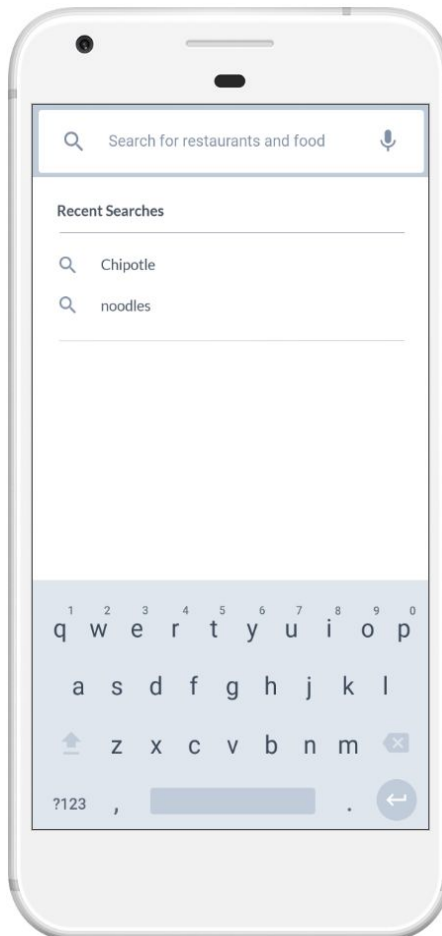 Search for restaurants and food
Recent Searches
Chipotle
noodles
1 2 3 4 5 6 7 8 9 0
q w e r t y u i o p
a s d f g h j k l
z x c v b n m
?123 , .